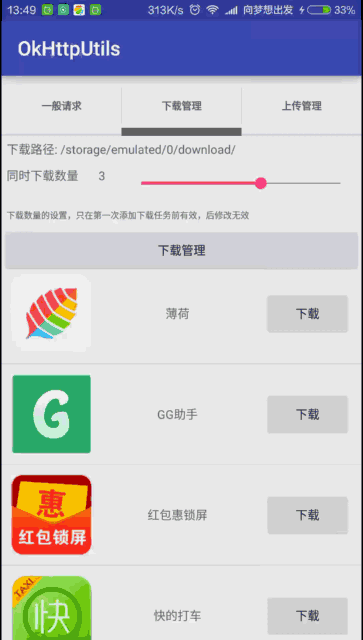 13:49 313K/s 向梦想出发 33%
OkHttpUtils
一般请求 下载管理 上传管理
下载路径: /storage/emulated/0/download/
同时下载数量 3
下载数量的设置，只在第一次添加下载任务前有效，后修改无效
下载管理
薄荷 下载
G GG助手 下载
惠
红包锁屏 红包惠锁屏 下载
TAXI
快 快的打车 下载